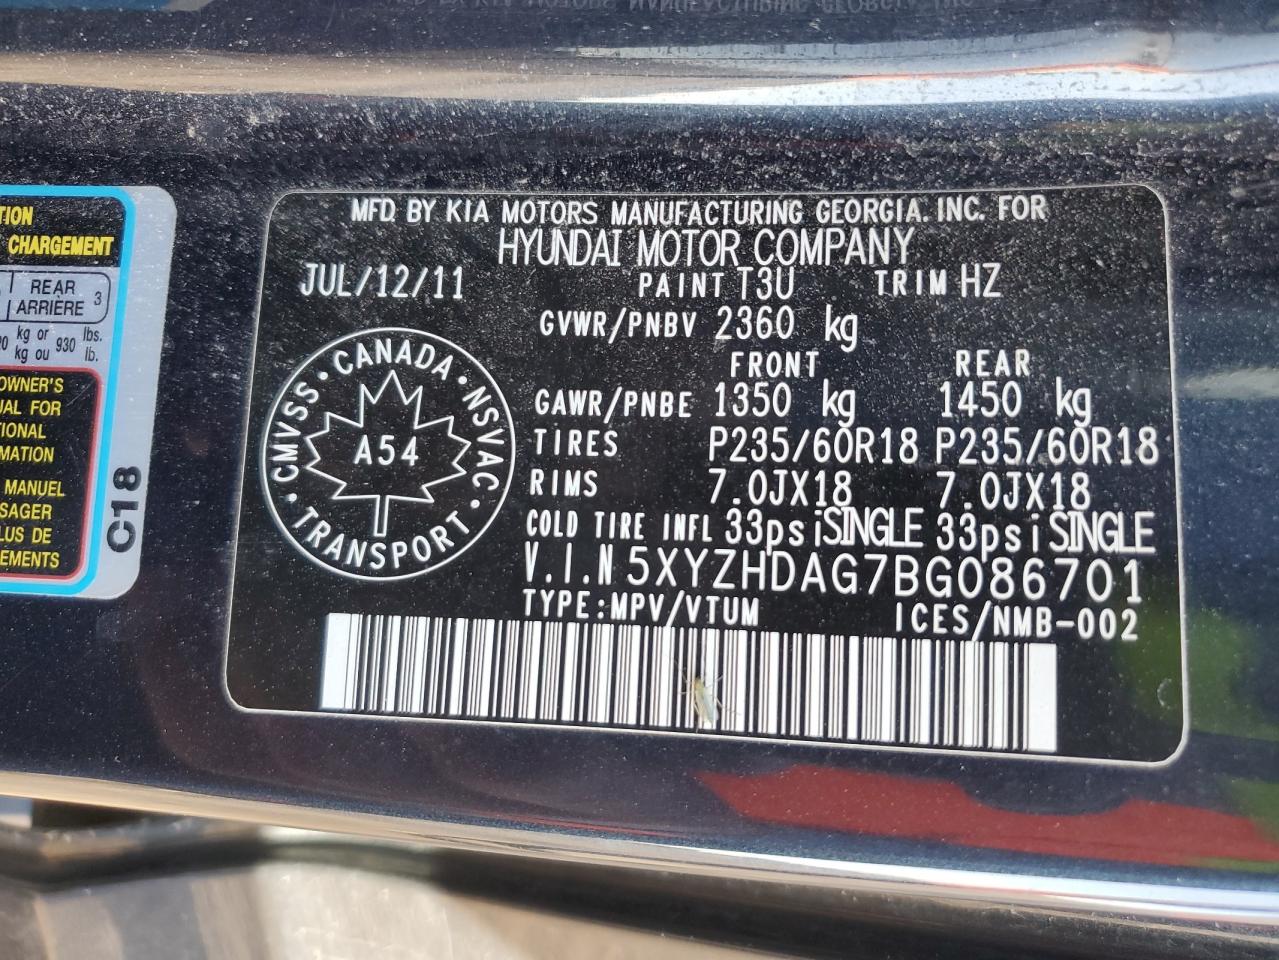 TION
CHARGEMENT
REAR
ARRIÈRE 3
kg or lbs.
kg ou 930 lb.
OWNER'S
UAL FOR
TIONAL
MATION
MANUEL
SAGER
LUS DE
EMENTS
C18
MFD BY KIA MOTORS MANUFACTURING GEORGIA. INC. FOR
HYUNDAI MOTOR COMPANY
JUL/12/11 PAINT T3U TRIM HZ
GVWR/PNBV 2360 kg
FRONT REAR
GAWR/PNBE 1350 kg 1450 kg
TIRES P235/60R18 P235/60R18
RIMS 7.0JX18 7.0JX18
COLD TIRE INFL 33psiSINGLE 33psiSINGLE
V.I.N 5XYZHDAG7BG086701
TYPE:MPV/VTUM ICES/NMB-002
CMVSS · CANADA · NSVAC · TRANSPORT ·
A54